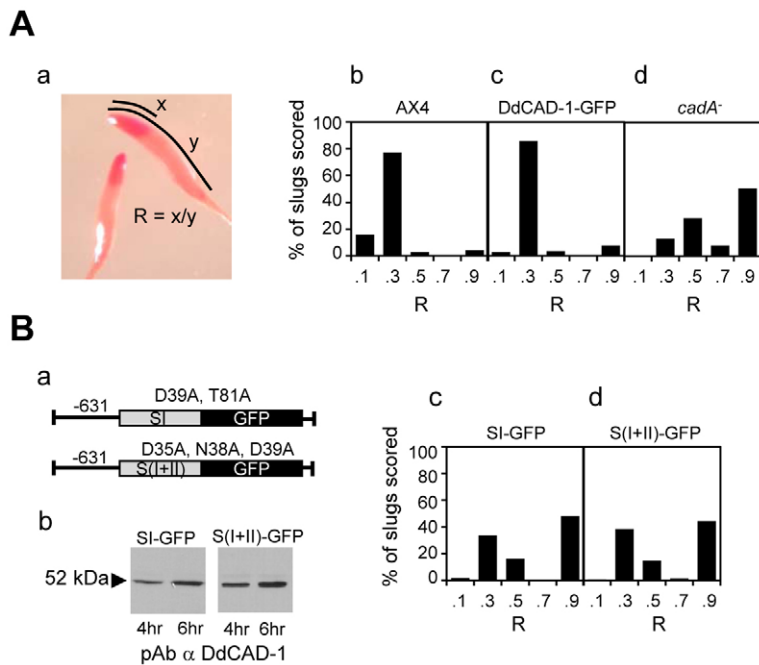 A
a
x
y
R = x/y
b c d
AX4 DdCAD-1-GFP cadA-
% of slugs scored
100
80
60
40
20
0
.1 .3 .5 .7 .9 .1 .3 .5 .7 .9 .1 .3 .5 .7 .9
R R R
B
a
D39A, T81A
-631
SI GFP
D35A, N38A, D39A
-631
S(I+II) GFP
b
SI-GFP S(I+II)-GFP
52 kDa
4hr 6hr 4hr 6hr
pAb α DdCAD-1
c d
SI-GFP S(I+II)-GFP
% of slugs scored
100
80
60
40
20
0
.1 .3 .5 .7 .9 .1 .3 .5 .7 .9
R R